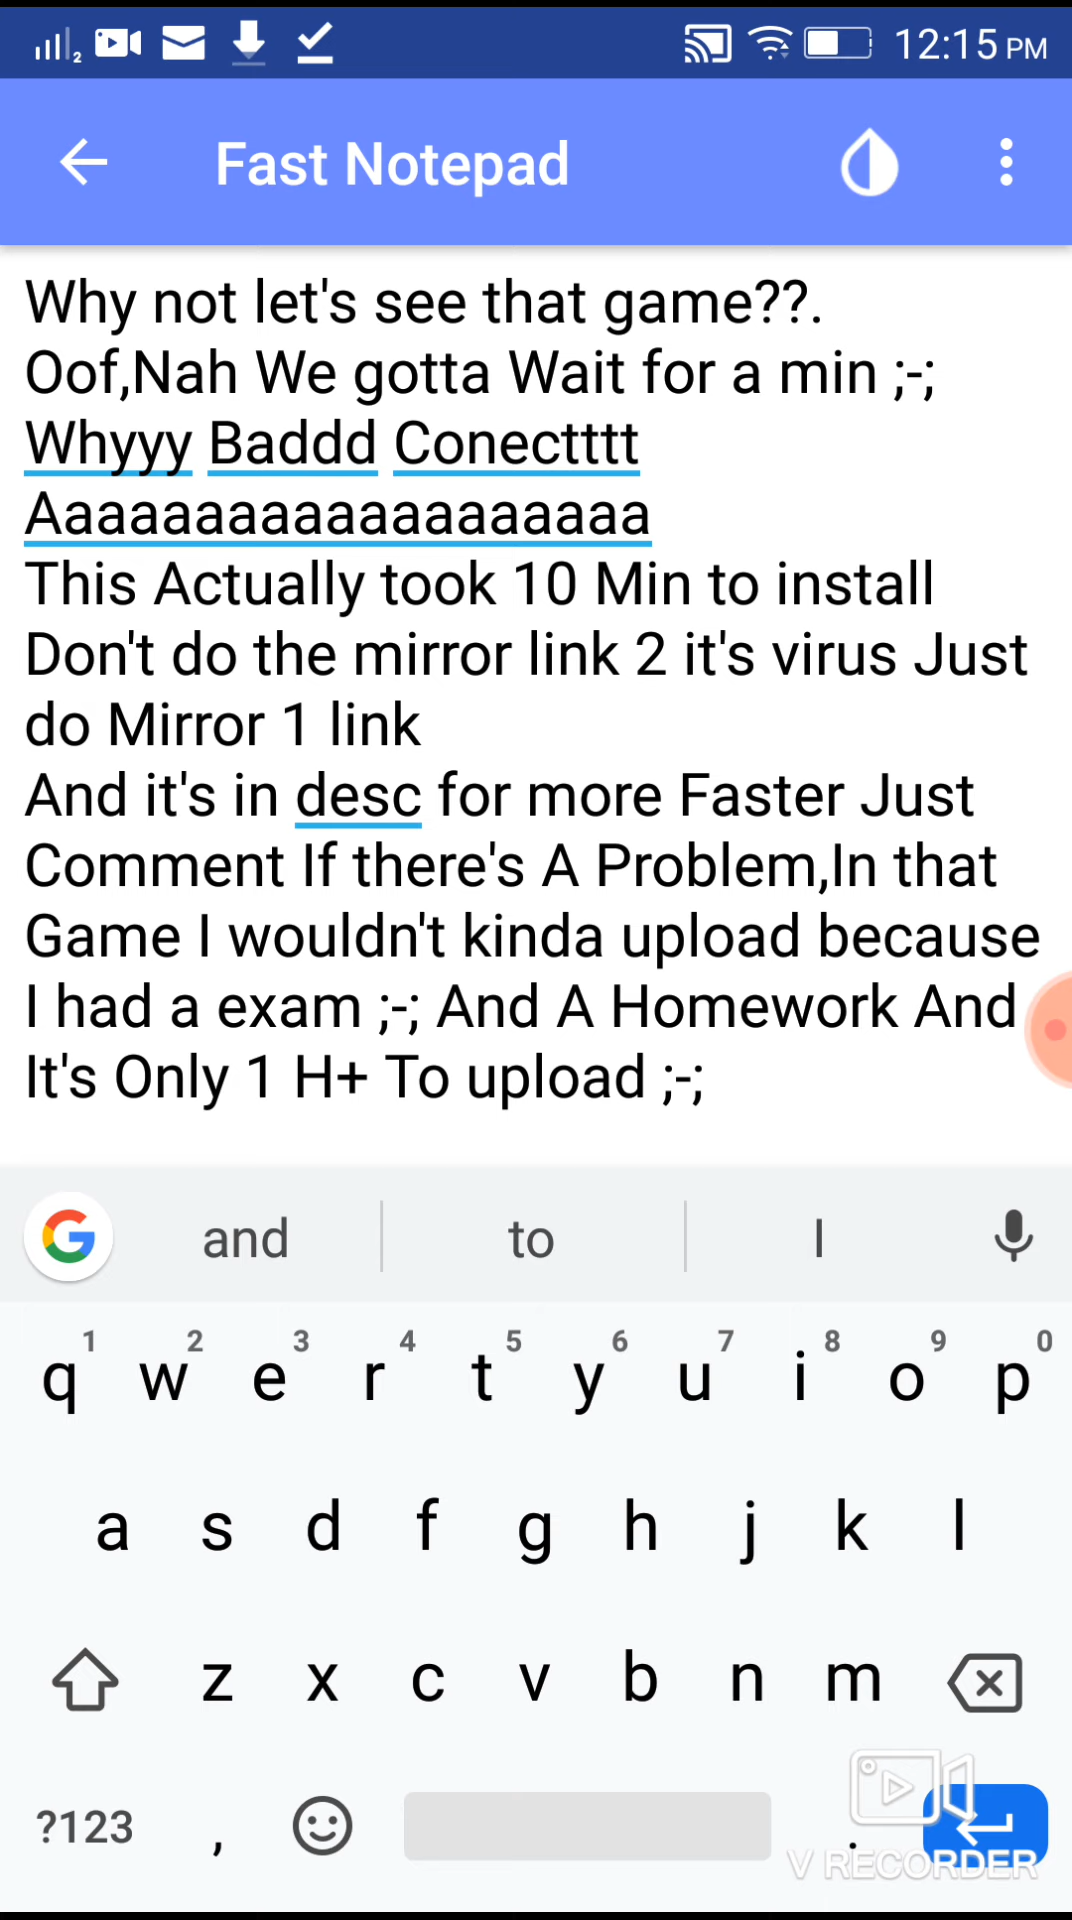 2
12:15 PM
Fast Notepad
Why not let's see that game??.
Oof,Nah We gotta Wait for a min ;-;
Whyyy Baddd Conectttt
Aaaaaaaaaaaaaaaaaaa
This Actually took 10 Min to install
Don't do the mirror link 2 it's virus Just
do Mirror 1 link
And it's in desc for more Faster Just
Comment If there's A Problem,In that
Game I wouldn't kinda upload because
I had a exam ;-; And A Homework And
It's Only 1 H+ To upload ;-;
G and to I
1 2 3 4 5 6 7 8 9 0
q w e r t y u i o p
a s d f g h j k l
z x c v b n m
?123 , .
V RECORDER